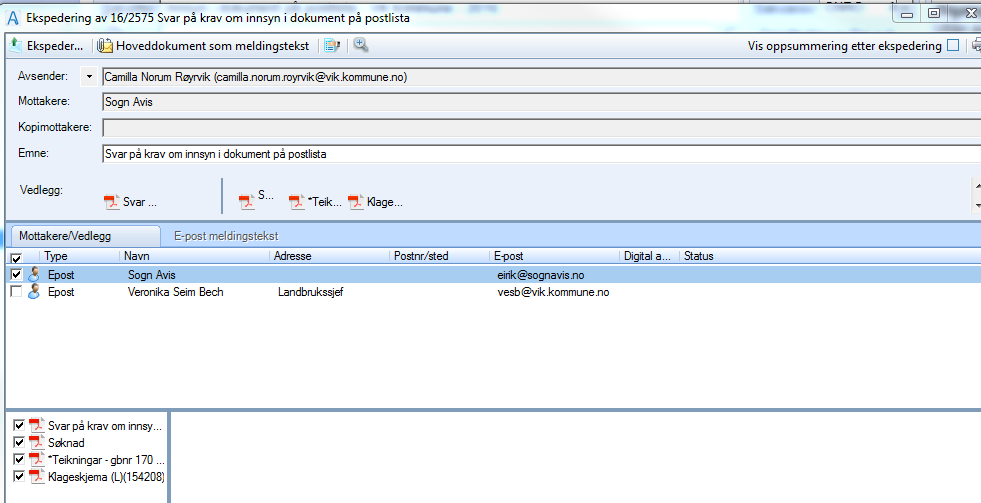 Ekspedering av 16/2575 Svar på krav om innsyn i dokument på postlista
Ekspeder... Hoveddokument som meldingstekst Vis oppsummering etter ekspedering
Avsender: Camilla Norum Røyrvik (camilla.norum.royrvik@vik.kommune.no)
Mottakere: Sogn Avis
Kopimottakere:
Emne: Svar på krav om innsyn i dokument på postlista
Vedlegg: Svar ... S... *Teik... Klage...
Mottakere/Vedlegg E-post meldingstekst
Type Navn Adresse Postnr/sted E-post Digital a... Status
Epost Sogn Avis eirik@sognavis.no
Epost Veronika Seim Bech Landbrukssjef vesb@vik.kommune.no
Svar på krav om innsy...
Søknad
*Teikningar - gbnr 170 ...
Klageskjema (L)(154208)